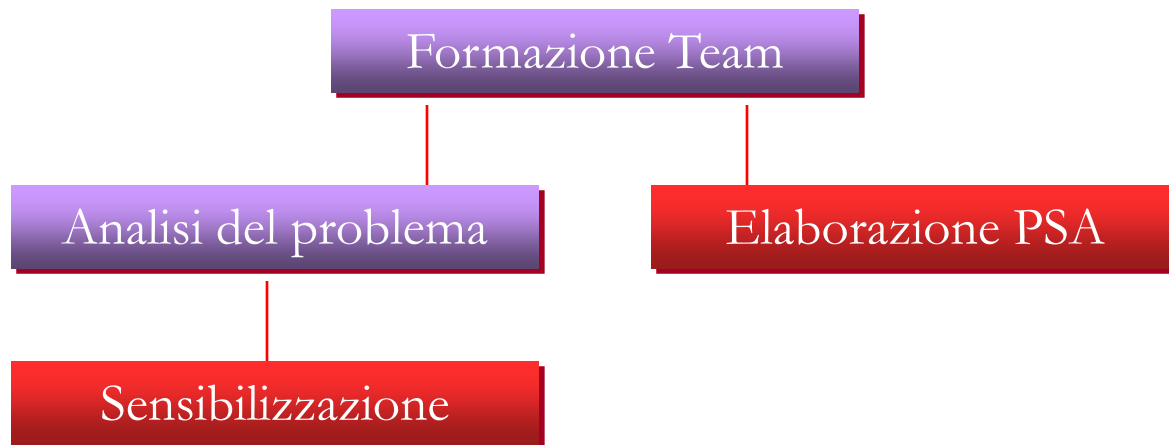 Formazione Team
Analisi del problema
Elaborazione PSA
Sensibilizzazione